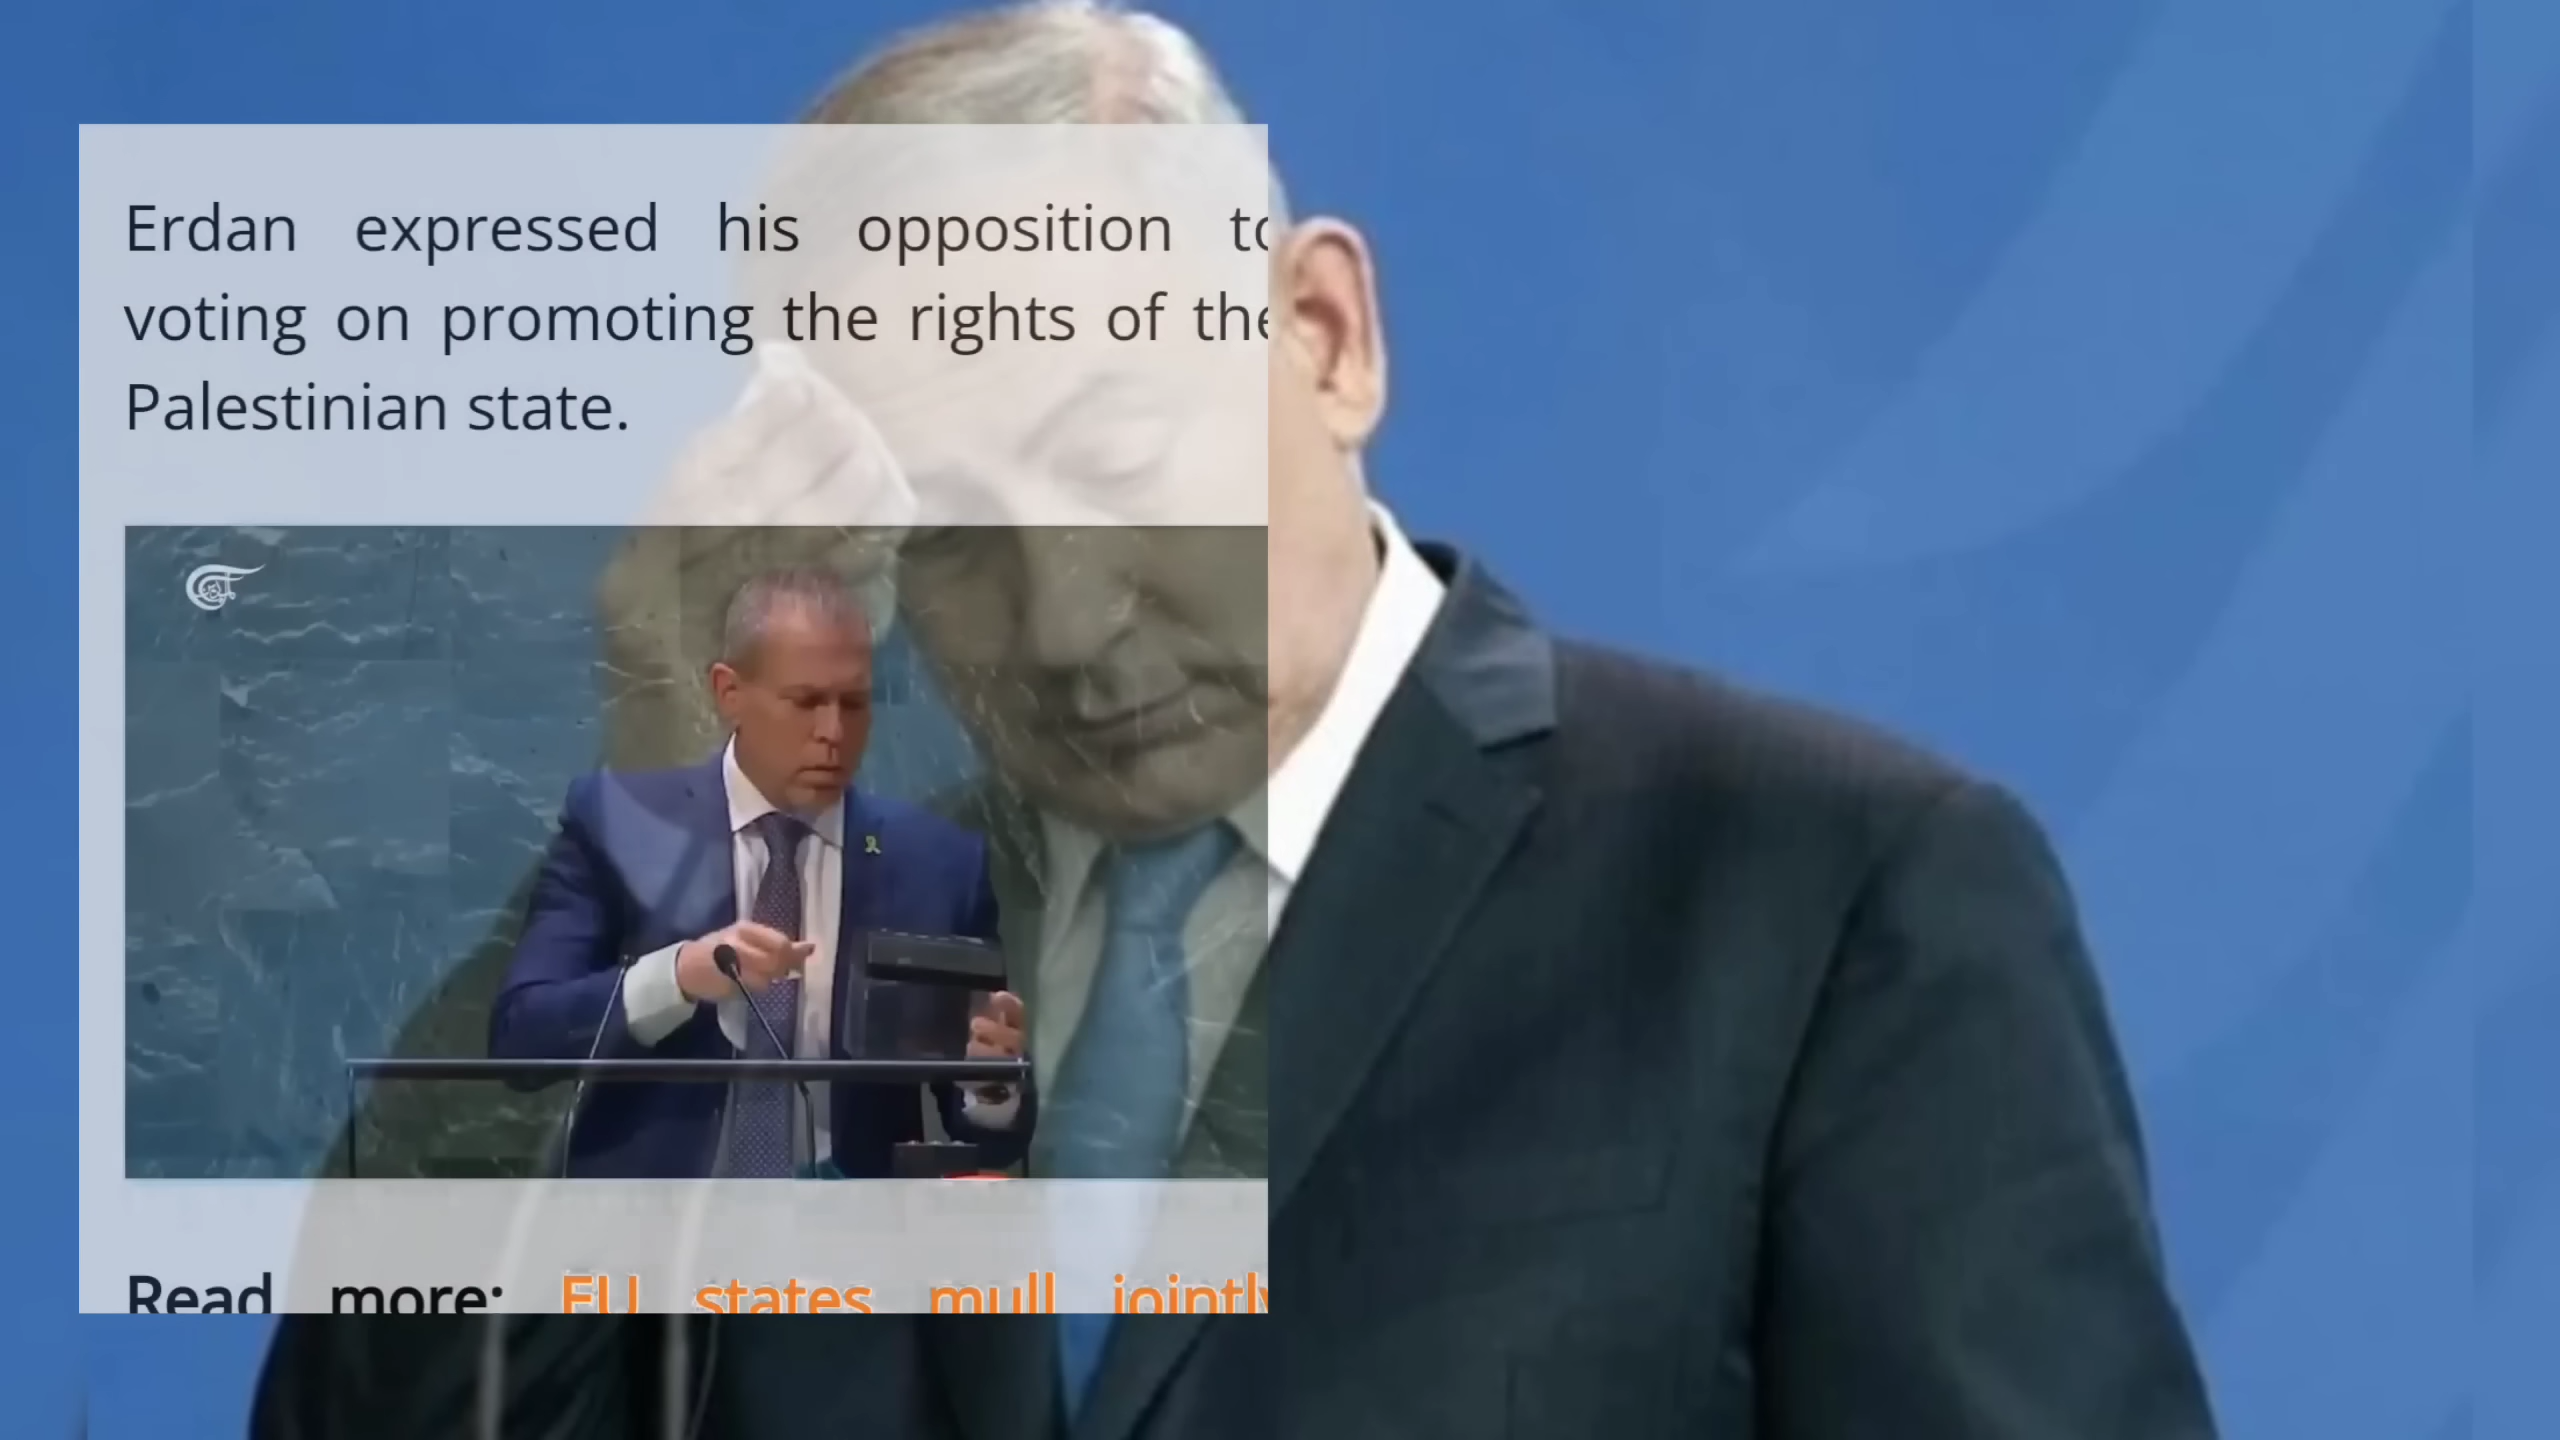 Erdan expressed his opposition to
voting on promoting the rights of the
Palestinian state.
Read more: EU states mull jointly